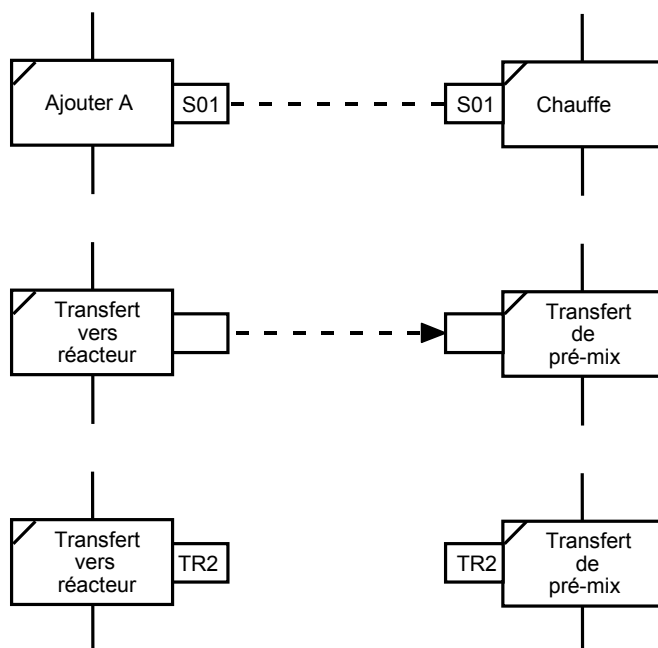 Ajouter A
S01
S01
Chauffe
Transfert
vers
réacteur
Transfert
de
pré-mix
Transfert
vers
réacteur
TR2
TR2
Transfert
de
pré-mix